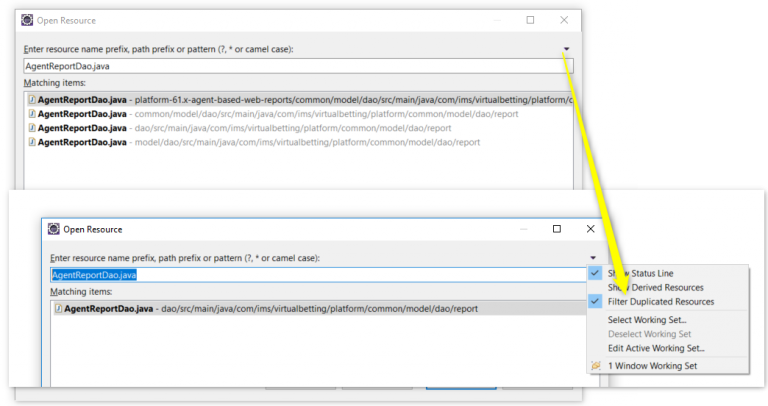 Open Resource
Enter resource name prefix, path prefix or pattern (?, * or camel case):
AgentReportDao.java
Matching items:
AgentReportDao.java - platform-61.x-agent-based-web-reports/common/model/dao/src/main/java/com/ims/virtualbetting/platform/c
AgentReportDao.java - common/model/dao/src/main/java/com/ims/virtualbetting/platform/common/model/dao/report
AgentReportDao.java - dao/src/main/java/com/ims/virtualbetting/platform/common/model/dao/report
AgentReportDao.java - model/dao/src/main/java/com/ims/virtualbetting/platform/common/model/dao/report
Open Resource
Enter resource name prefix, path prefix or pattern (?, * or camel case):
AgentReportDao.java
Matching items:
AgentReportDao.java - dao/src/main/java/com/ims/virtualbetting/platform/common/model/dao/report
Show Status Line
Show Derived Resources
Filter Duplicated Resources
Select Working Set...
Deselect Working Set
Edit Active Working Set...
1 Window Working Set